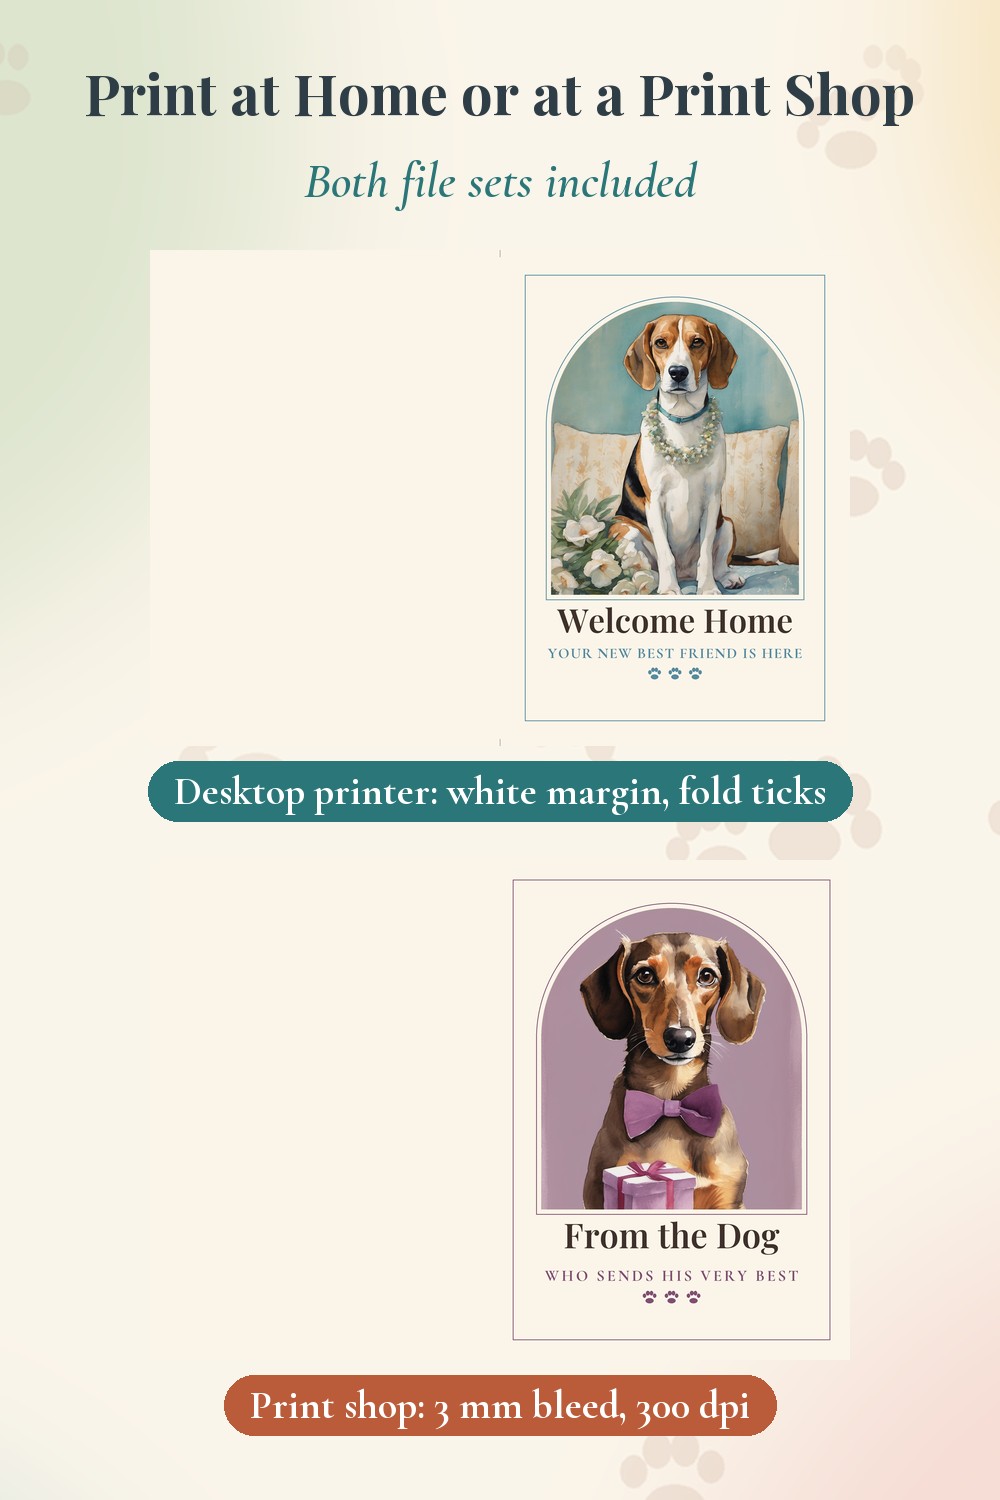 Print at Home or at a Print Shop
Both file sets included
Welcome Home
YOUR NEW BEST FRIEND IS HERE
Desktop printer: white margin, fold ticks
From the Dog
WHO SENDS HIS VERY BEST
Print shop: 3 mm bleed, 300 dpi